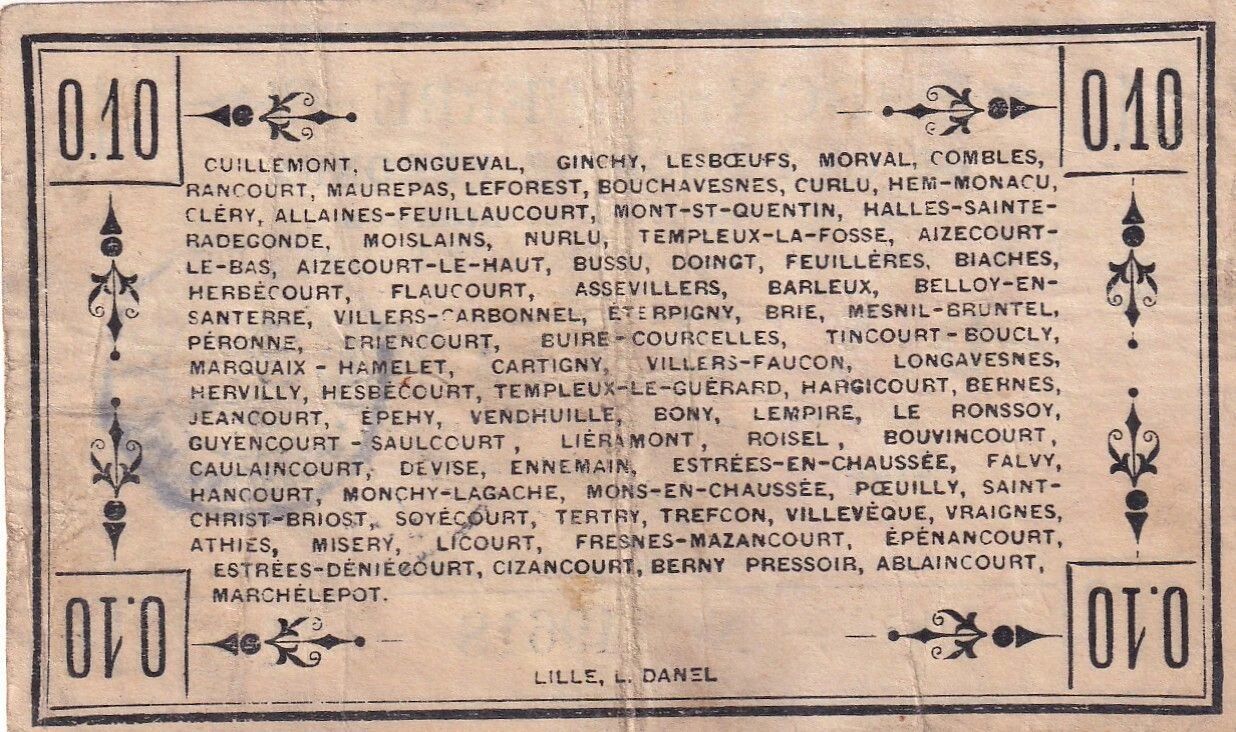 0.10 0.10
GUILLEMONT, LONGUEVAL, GINCHY, LESBŒUFS, MORVAL, COMBLES,
RANCOURT, MAUREPAS, LEFOREST, BOUCHAVESNES, CURLU, HEM-MONACU,
CLÉRY, ALLAINES-FEUILLAUCOURT, MONT-ST-QUENTIN, HALLES-SAINTE-
RADEGONDE, MOISLAINS, NURLU, TEMPLEUX-LA-FOSSE, AIZECOURT-
LE-BAS, AIZECOURT-LE-HAUT, BUSSU, DOINGT, FEUILLÈRES, BIACHES,
HERBÉCOURT, FLAUCOURT, ASSEVILLERS, BARLEUX, BELLOY-EN-
SANTERRE, VILLERS-CARBONNEL, ÉTERPIGNY, BRIE, MESNIL-BRUNTEL,
PÉRONNE, DRIENCOURT, BUIRE-COURCELLES, TINCOURT-BOUCLY,
MARQUAIX-HAMELET, CARTIGNY, VILLERS-FAUCON, LONGAVESNES,
HERVILLY, HESBÉCOURT, TEMPLEUX-LE-GUÉRARD, HARGICOURT, BERNES,
JEANCOURT, ÉPEHY, VENDHUILLE, BONY, LEMPIRE, LE RONSSOY,
GUYENCOURT-SAULCOURT, LIÉRAMONT, ROISEL, BOUVINCOURT,
CAULAINCOURT, DEVISE, ENNEMAIN, ESTRÉES-EN-CHAUSSÉE, FALVY,
HANCOURT, MONCHY-LAGACHE, MONS-EN-CHAUSSÉE, PŒUILLY, SAINT-
CHRIST-BRIOST, SOYÉCOURT, TERTRY, TREFCON, VILLEVÊQUE, VRAIGNES,
ATHIES, MISERY, LICOURT, FRESNES-MAZANCOURT, ÉPÉNANCOURT,
ESTRÉES-DÉNIÉCOURT, CIZANCOURT, BERNY PRESSOIR, ABLAINCOURT,
MARCHÉLEPOT.
0.10 0.10
LILLE, L. DANEL